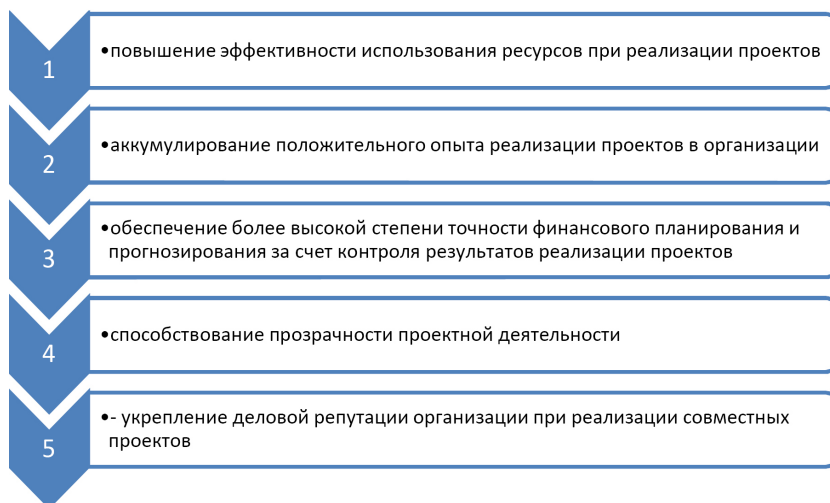 1
•повышение эффективности использования ресурсов при реализации проектов
2
•аккумулирование положительного опыта реализации проектов в организации
3
•обеспечение более высокой степени точности финансового планирования и
прогнозирования за счет контроля результатов реализации проектов
4
•способствование прозрачности проектной деятельности
5
•- укрепление деловой репутации организации при реализации совместных
проектов